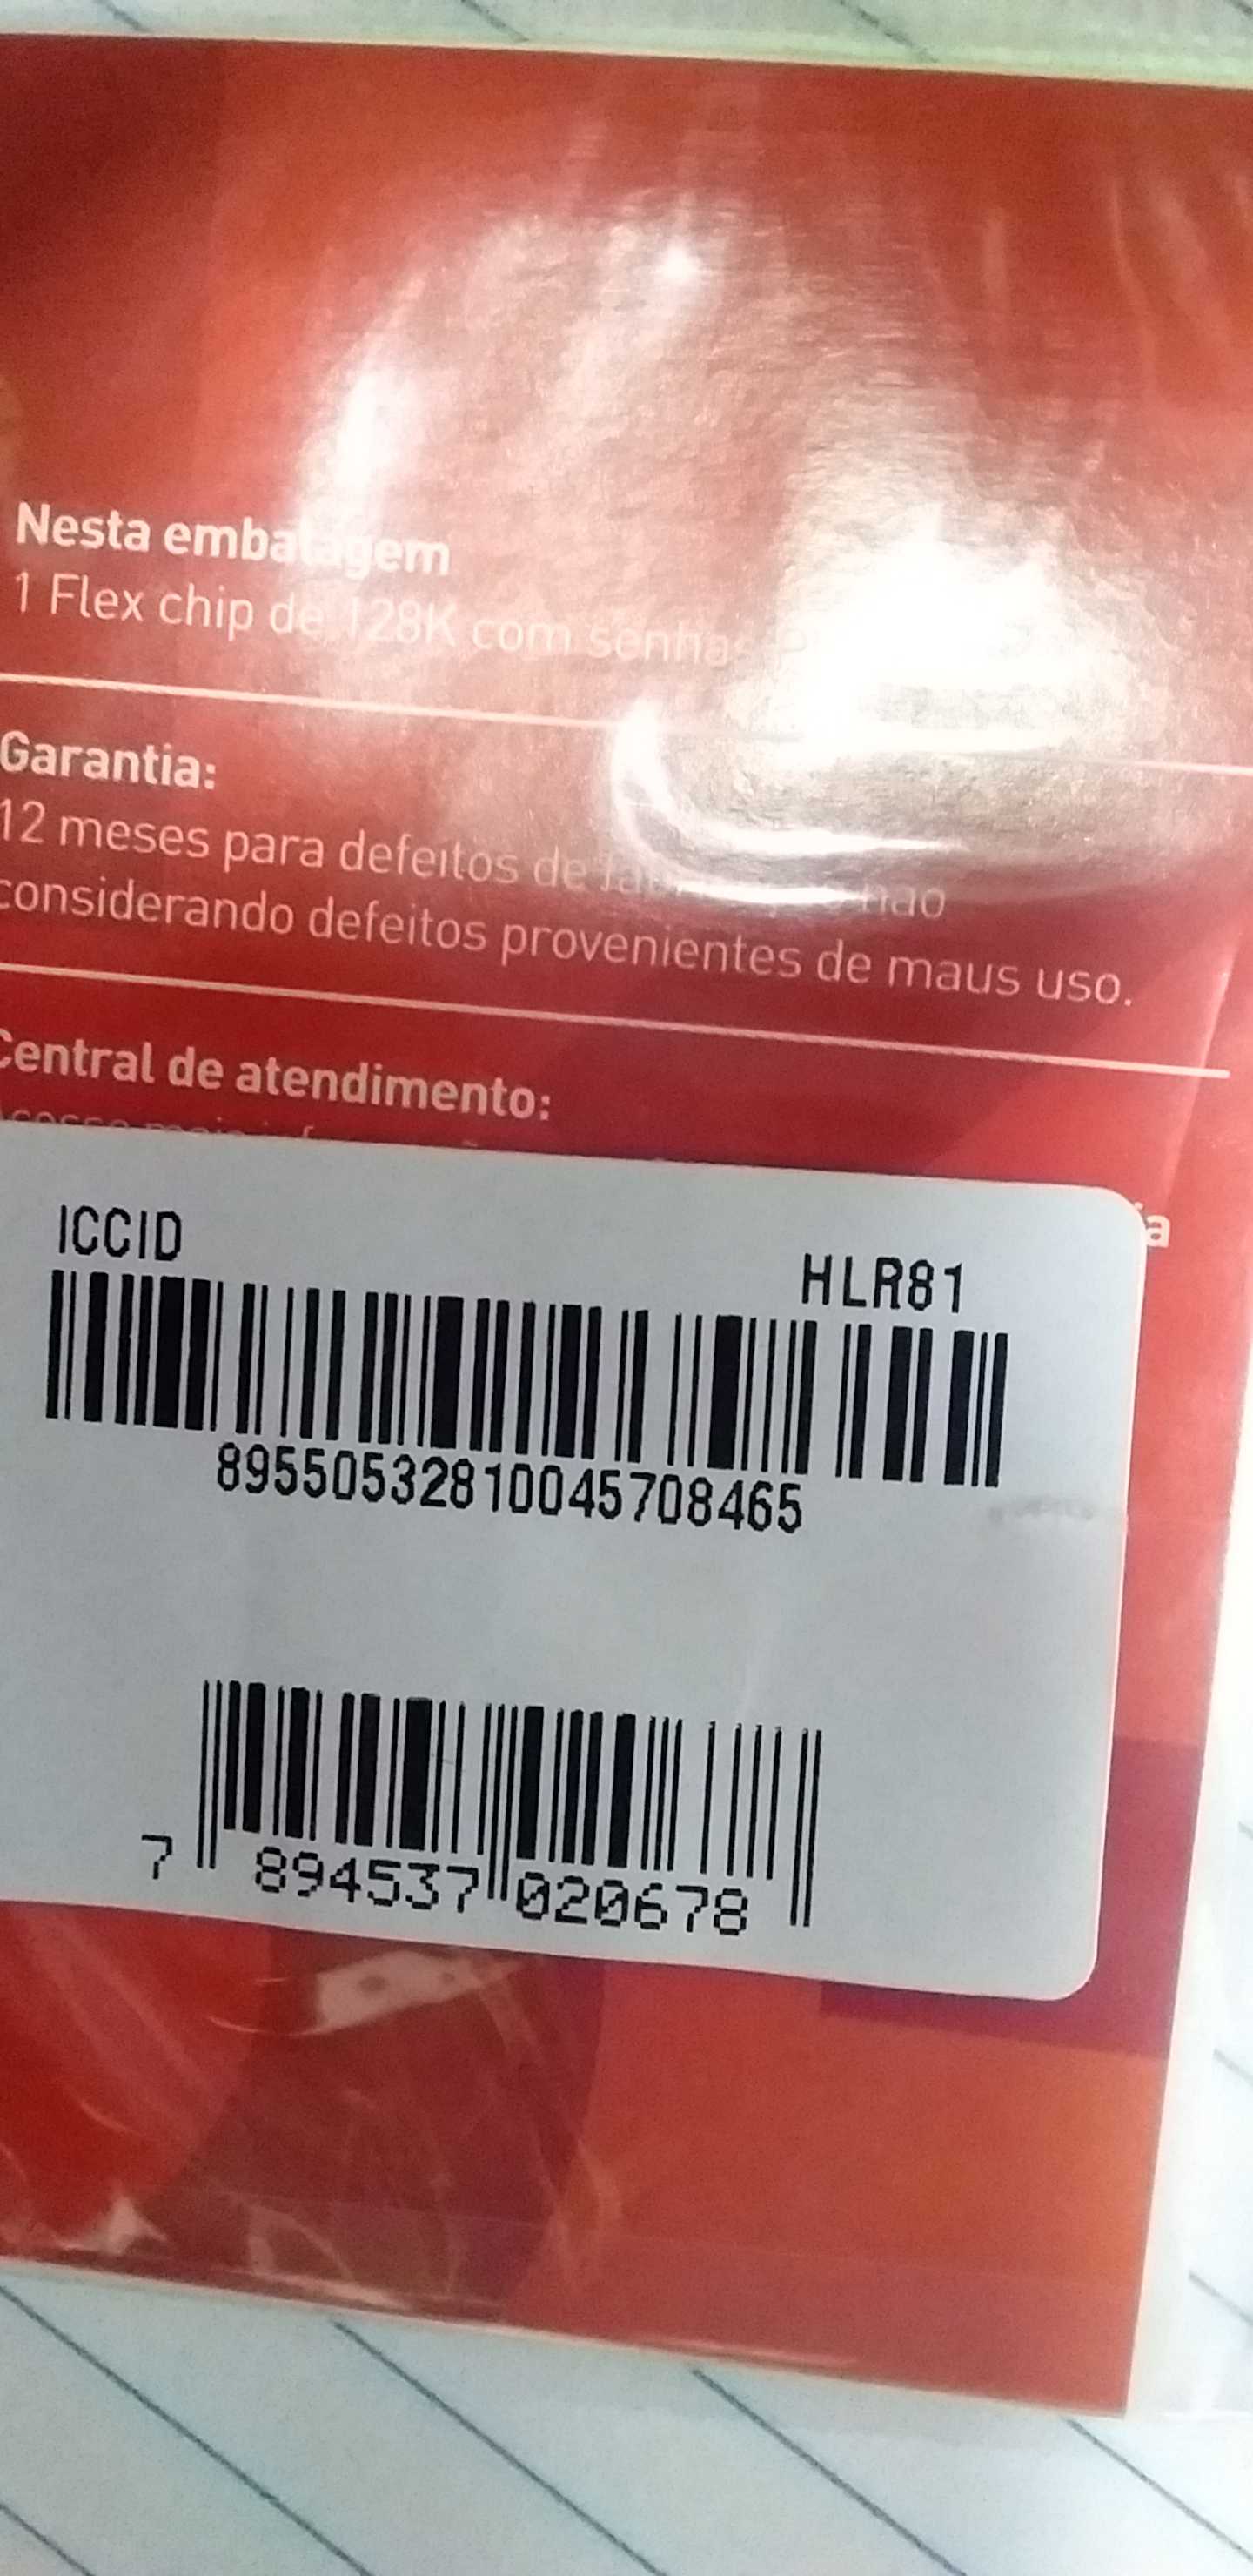 Nesta embalagem
1 Flex chip de 128K com senhas
Garantia:
12 meses para defeitos de não
considerando defeitos provenientes de maus uso.
Central de atendimento:
ICCID
HLR81
89550532810045708465
7 894537 020678